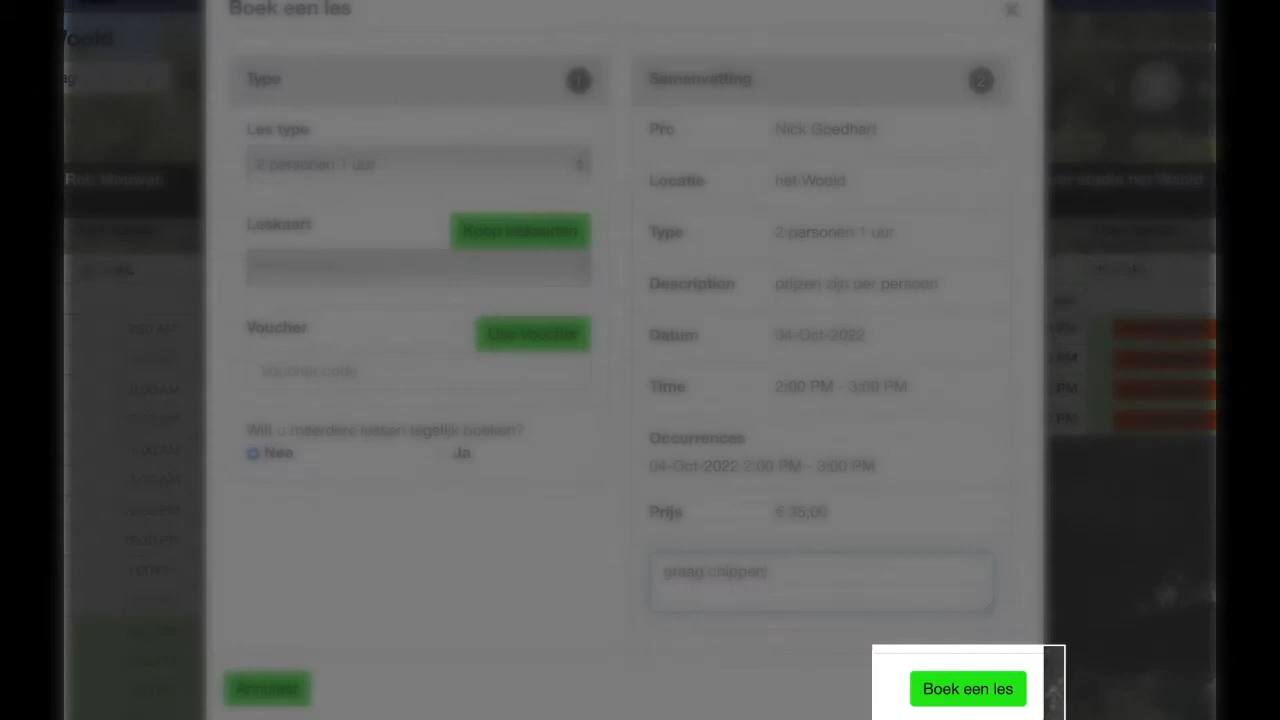 Boek een les
×
Type 1
Les type
2 personen 1 uur
Leskaart
Koop leskaarten
Voucher
Use Voucher
Voucher code
Wilt u meerdere lessen tegelijk boeken?
Nee
Ja
Samenvatting 2
Pro Nick Goedhart
Locatie het Woold
Type 2 personen 1 uur
Description prijzen zijn per persoon
Datum 04-Oct-2022
Time 2:00 PM - 3:00 PM
Occurrences
04-Oct-2022 2:00 PM - 3:00 PM
Prijs € 35,00
graag chippen
Annuleer
Boek een les